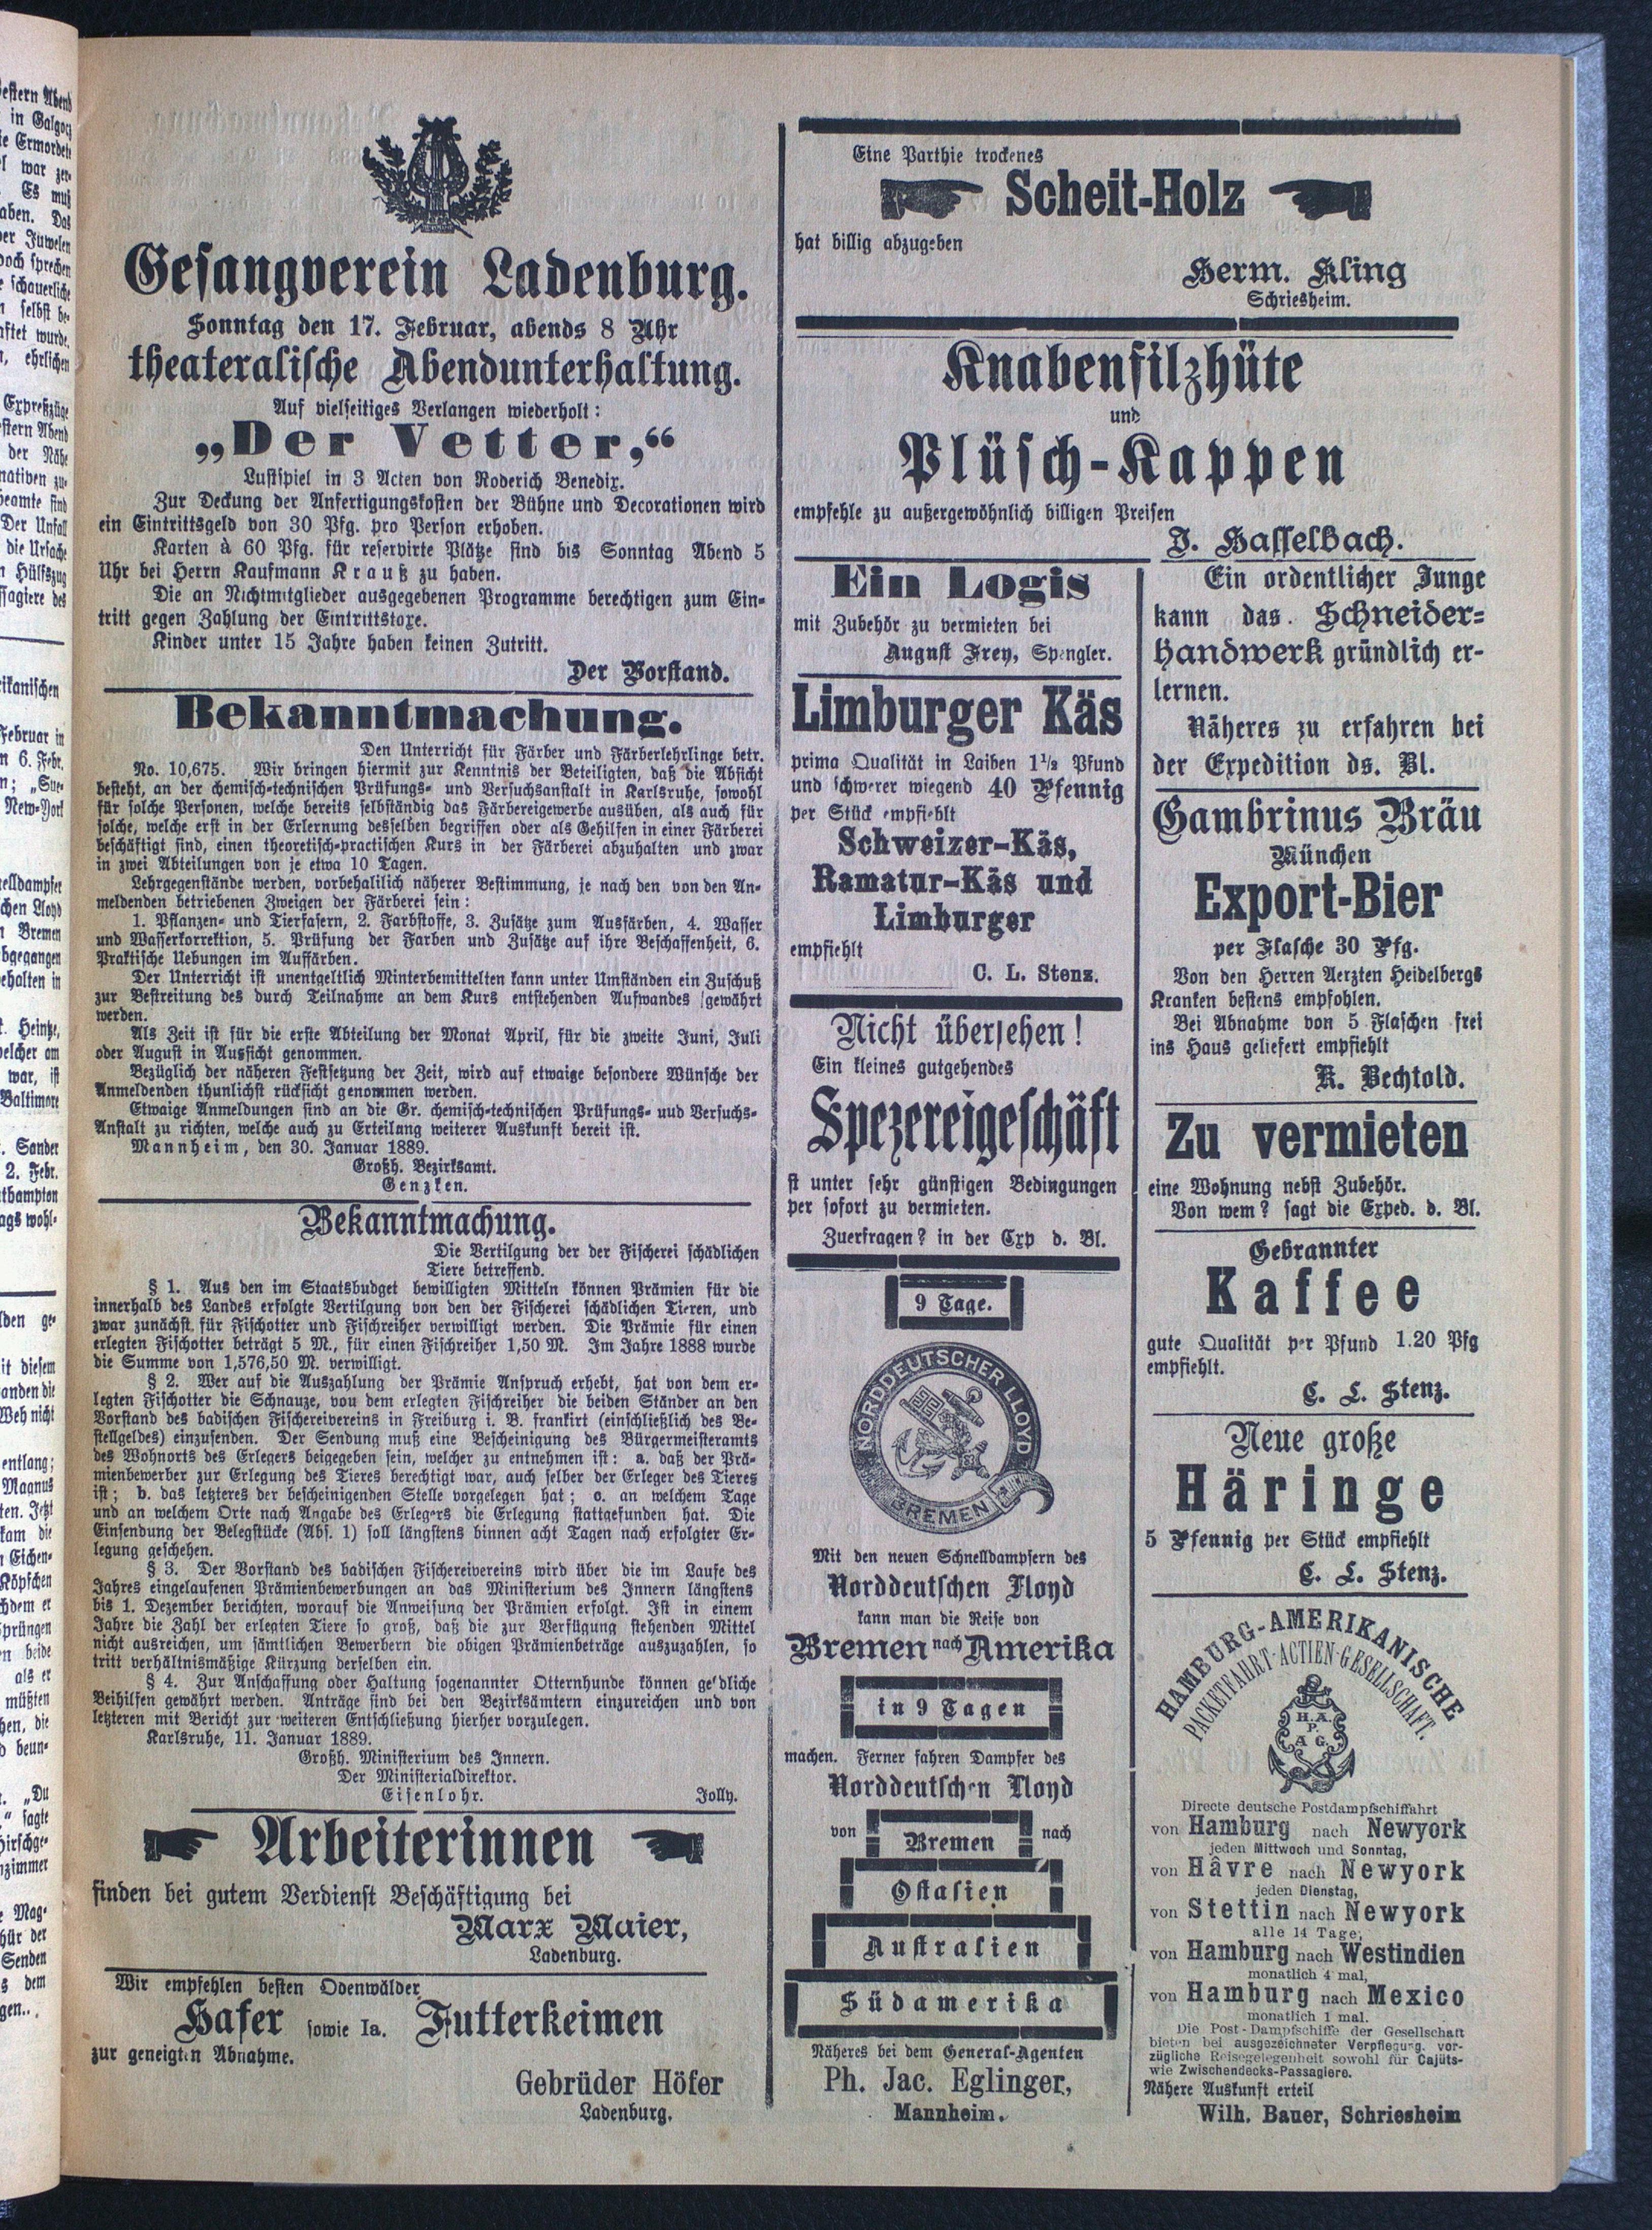 Gesangverein Ladenburg.
Sonntag den 17. Februar, abends 8 Uhr
theateralische Abendunterhaltung.
Auf vielseitiges Verlangen wiederholt:
„Der Vetter,“
Lustspiel in 3 Acten von Roderich Benedix.
Zur Deckung der Anfertigungskosten der Bühne und Decorationen wird
ein Eintrittsgeld von 30 Pfg. pro Person erhoben.
Karten à 60 Pfg. für reservirte Plätze sind bis Sonntag Abend 5
Uhr bei Herrn Kaufmann Krauß zu haben.
Die an Nichtmitglieder ausgegebenen Programme berechtigen zum Ein-
tritt gegen Zahlung der Eintrittstaxe.
Kinder unter 15 Jahre haben keinen Zutritt.
Der Vorstand.
Bekanntmachung.
Den Unterricht für Färber und Färberlehrlinge betr.
No. 10,675. Wir bringen hiermit zur Kenntnis der Beteiligten, daß die Absicht
besteht, an der chemisch-technischen Prüfungs- und Versuchsanstalt in Karlsruhe, sowohl
für solche Personen, welche bereits selbständig das Färbereigewerbe ausüben, als auch für
solche, welche erst in der Erlernung desselben begriffen oder als Gehilfen in einer Färberei
beschäftigt sind, einen theoretisch-practischen Kurs in der Färberei abzuhalten und zwar
in zwei Abteilungen von je etwa 10 Tagen.
Lehrgegenstände werden, vorbehalilich näherer Bestimmung, je nach den von den An-
meldenden betriebenen Zweigen der Färberei sein:
1. Pflanzen- und Tierfasern, 2. Farbstoffe, 3. Zusätze zum Ausfärben, 4. Wasser
und Wasserkorrektion, 5. Prüfung der Farben und Zusätze auf ihre Beschaffenheit, 6.
Praktische Uebungen im Auffärben.
Der Unterricht ist unentgeltlich Minterbemittelten kann unter Umständen ein Zuschuß
zur Bestreitung des durch Teilnahme an dem Kurs entstehenden Aufwandes gewährt
werden.
Als Zeit ist für die erste Abteilung der Monat April, für die zweite Juni, Juli
oder August in Aussicht genommen.
Bezüglich der näheren Festsetzung der Zeit, wird auf etwaige besondere Wünsche der
Anmeldenden thunlichst rücksicht genommen werden.
Etwaige Anmeldungen sind an die Gr. chemisch-technischen Prüfungs- und Versuchs-
Anstalt zu richten, welche auch zu Erteilang weiterer Auskunft bereit ist.
Mannheim, den 30. Januar 1889.
Großh. Bezirksamt.
Genzken.
Bekanntmachung.
Die Vertilgung der der Fischerei schädlichen
Tiere betreffend.
§ 1. Aus den im Staatsbudget bewilligten Mitteln können Prämien für die
innerhalb des Landes erfolgte Vertilgung von den der Fischerei schädlichen Tieren, und
zwar zunächst für Fischotter und Fischreiher verwilligt werden. Die Prämie für einen
erlegten Fischotter beträgt 5 M., für einen Fischreiher 1,50 M. Im Jahre 1888 wurde
die Summe von 1,576,50 M. verwilligt.
§ 2. Wer auf die Auszahlung der Prämie Anspruch erhebt, hat von dem er-
legten Fischotter die Schnauze, von dem erlegten Fischreiher die beiden Ständer an den
Vorstand des badischen Fischereivereins in Freiburg i. B. frankirt (einschließlich des Be-
stellgeldes) einzusenden. Der Sendung muß eine Bescheinigung des Bürgermeisteramts
des Wohnorts des Erlegers beigegeben sein, welcher zu entnehmen ist: a. daß der Prä-
mienbewerber zur Erlegung des Tieres berechtigt war, auch selber der Erleger des Tieres
ist; b. das letzteres der bescheinigenden Stelle vorgelegen hat; c. an welchem Tage
und an welchem Orte nach Angabe des Erlegers die Erlegung stattgefunden hat. Die
Einsendung der Belegstücke (Abs. 1) soll längstens binnen acht Tagen nach erfolgter Er-
legung geschehen.
§ 3. Der Vorstand des badischen Fischereivereins wird über die im Laufe des
Jahres eingelaufenen Prämienbewerbungen an das Ministerium des Innern längstens
bis 1. Dezember berichten, worauf die Anweisung der Prämien erfolgt. Ist in einem
Jahre die Zahl der erlegten Tiere so groß, daß die zur Verfügung stehenden Mittel
nicht ausreichen, um sämtlichen Bewerbern die obigen Prämienbeträge auszuzahlen, so
tritt verhältnismäßige Kürzung derselben ein.
§ 4. Zur Anschaffung oder Haltung sogenannter Otternhunde können geldliche
Beihilfen gewährt werden. Anträge sind bei den Bezirksämtern einzureichen und von
letzteren mit Bericht zur weiteren Entschließung hierher vorzulegen.
Karlsruhe, 11. Januar 1889.
Großh. Ministerium des Innern.
Der Ministerialdirektor.
Eisenlohr. Jolly.
Arbeiterinnen
finden bei gutem Verdienst Beschäftigung bei
Marx Maier,
Ladenburg.
Wir empfehlen besten Odenwälder
Hafer sowie Ia. Futterkeimen
zur geneigten Abnahme.
Gebrüder Höfer
Ladenburg.
Eine Parthie trockenes
Scheit-Holz
hat billig abzugeben
Herm. Kling
Schriesheim.
Knabenfilzhüte
und
Plüsch-Kappen
empfehle zu außergewöhnlich billigen Preisen
J. Hasselbach.
Ein Logis
mit Zubehör zu vermieten bei
August Frey, Spengler.
Limburger Käs
prima Qualität in Laiben 1½ Pfund
und schwerer wiegend 40 Pfennig
per Stück empfiehlt
Schweizer-Käs,
Ramatur-Käs und
Limburger
empfiehlt
C. L. Stenz.
Nicht übersehen!
Ein kleines gutgehendes
Spezereigeschäft
st unter sehr günstigen Bedingungen
per sofort zu vermieten.
Zuerfragen? in der Exp d. Bl.
9 Tage.
NORDDEUTSCHER LLOYD
BREMEN
Mit den neuen Schnelldampfern des
Norddeutschen Lloyd
kann man die Reise von
Bremen nach Amerika
in 9 Tagen
machen. Ferner fahren Dampfer des
Norddeutschen Lloyd
von Bremen nach
Ostasien
Australien
Südamerika
Näheres bei dem General-Agenten
Ph. Jac. Eglinger,
Mannheim.
Ein ordentlicher Junge
kann das Schneider-
handwerk gründlich er-
lernen.
Näheres zu erfahren bei
der Expedition ds. Bl.
Gambrinus Bräu
München
Export-Bier
per Flasche 30 Pfg.
Von den Herren Aerzten Heidelbergs
Kranken bestens empfohlen.
Bei Abnahme von 5 Flaschen frei
ins Haus geliefert empfiehlt
K. Bechtold.
Zu vermieten
eine Wohnung nebst Zubehör.
Von wem? sagt die Exped. d. Bl.
Gebrannter
Kaffee
gute Qualität per Pfund 1.20 Pfg
empfiehlt.
C. L. Stenz.
Neue große
Häringe
5 Pfennig per Stück empfiehlt
C. L. Stenz.
HAMBURG-AMERIKANISCHE
PACKETFAHRT-ACTIEN-GESELLSCHAFT.
H.A.
P.
A.G.
Directe deutsche Postdampfschiffahrt
von Hamburg nach Newyork
jeden Mittwoch und Sonntag,
von Hâvre nach Newyork
jeden Dienstag,
von Stettin nach Newyork
alle 14 Tage,
von Hamburg nach Westindien
monatlich 4 mal,
von Hamburg nach Mexico
monatlich 1 mal.
Die Post-Dampfschiffe der Gesellschaft
bieten bei ausgezeichneter Verpflegung, vor-
zügliche Reisegelegenheit sowohl für Cajüts-
wie Zwischendecks-Passagiere.
Nähere Auskunft erteil
Wilh. Bauer, Schriesheim